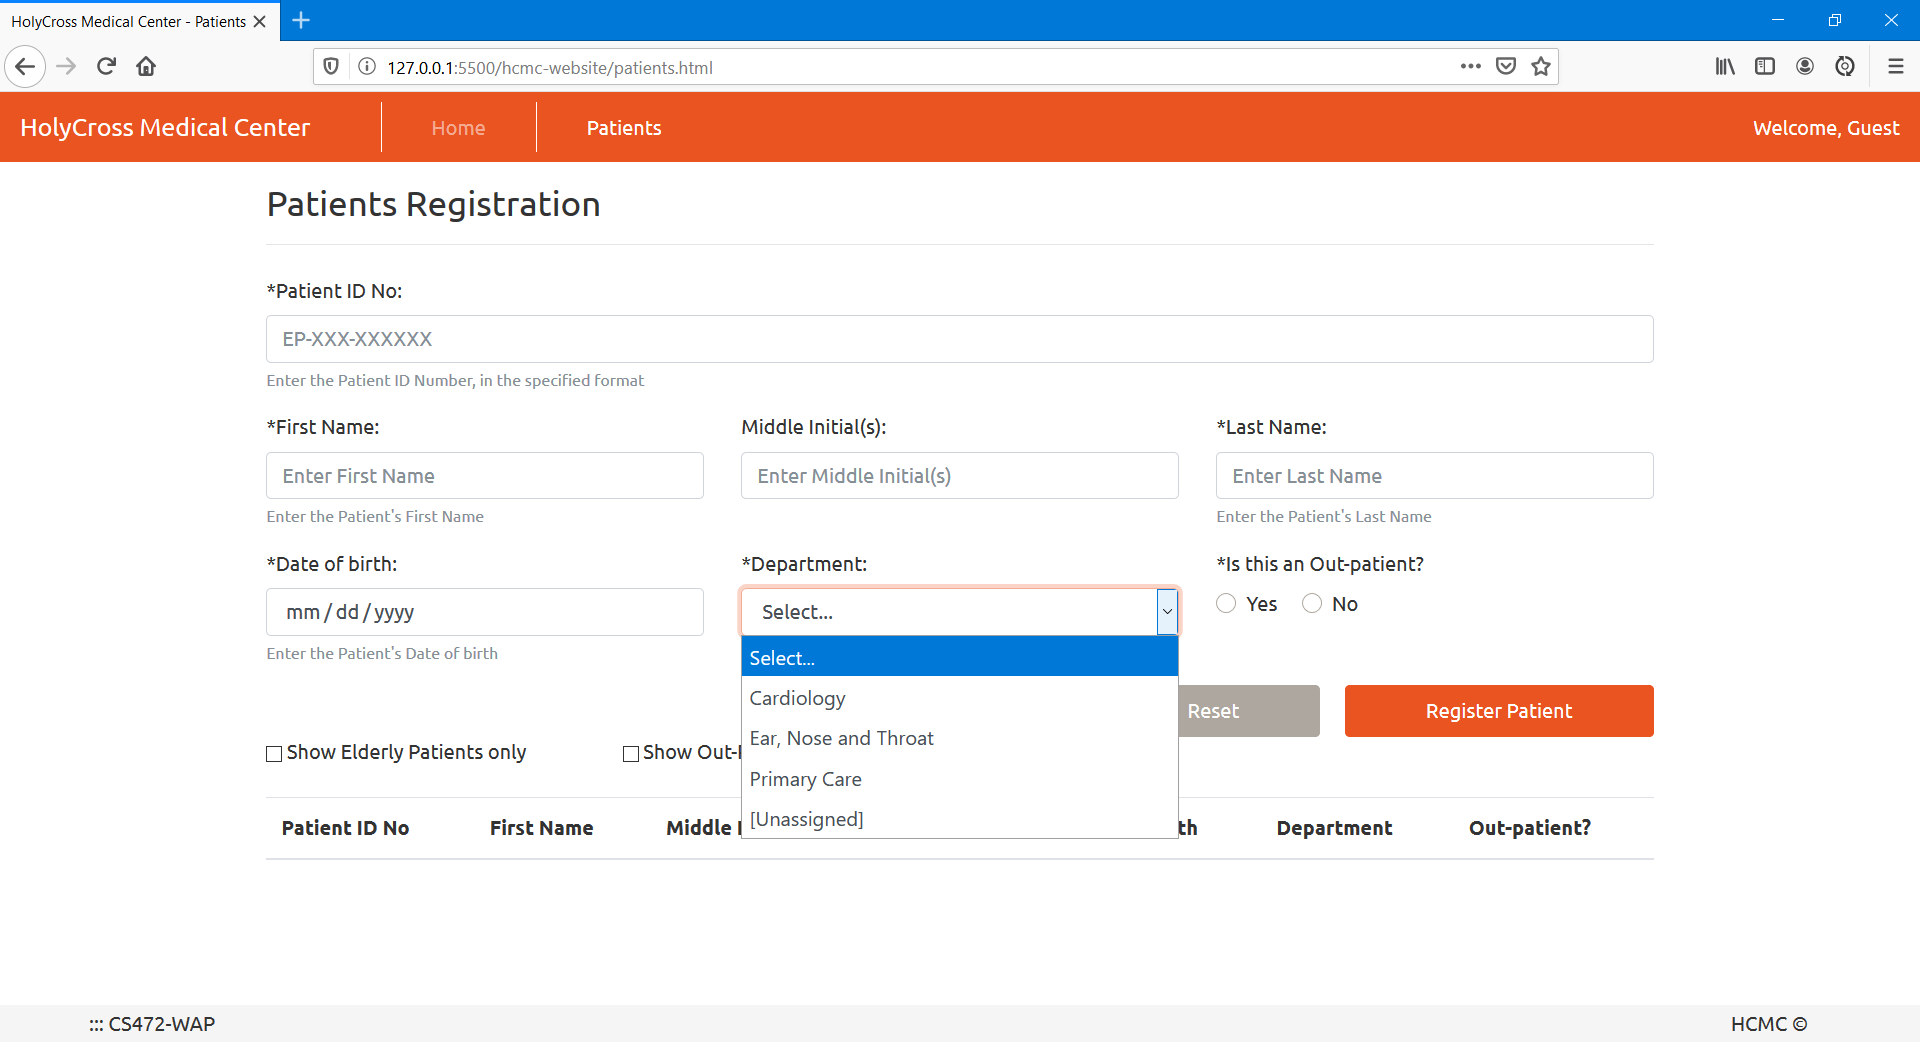 HolyCross Medical Center - Patients
127.0.0.1:5500/hcmc-website/patients.html
HolyCross Medical Center
Home
Patients
Welcome, Guest
Patients Registration
*Patient ID No:
EP-XXX-XXXXXX
Enter the Patient ID Number, in the specified format
*First Name:
Middle Initial(s):
*Last Name:
Enter First Name
Enter Middle Initial(s)
Enter Last Name
Enter the Patient's First Name
Enter the Patient's Last Name
*Date of birth:
*Department:
*Is this an Out-patient?
mm / dd / yyyy
Select...
Yes
No
Enter the Patient's Date of birth
Select...
Cardiology
Ear, Nose and Throat
Primary Care
[Unassigned]
Reset
Register Patient
Show Elderly Patients only
Show Out-
Patient ID No
First Name
Middle
th
Department
Out-patient?
::: CS472-WAP
HCMC ©